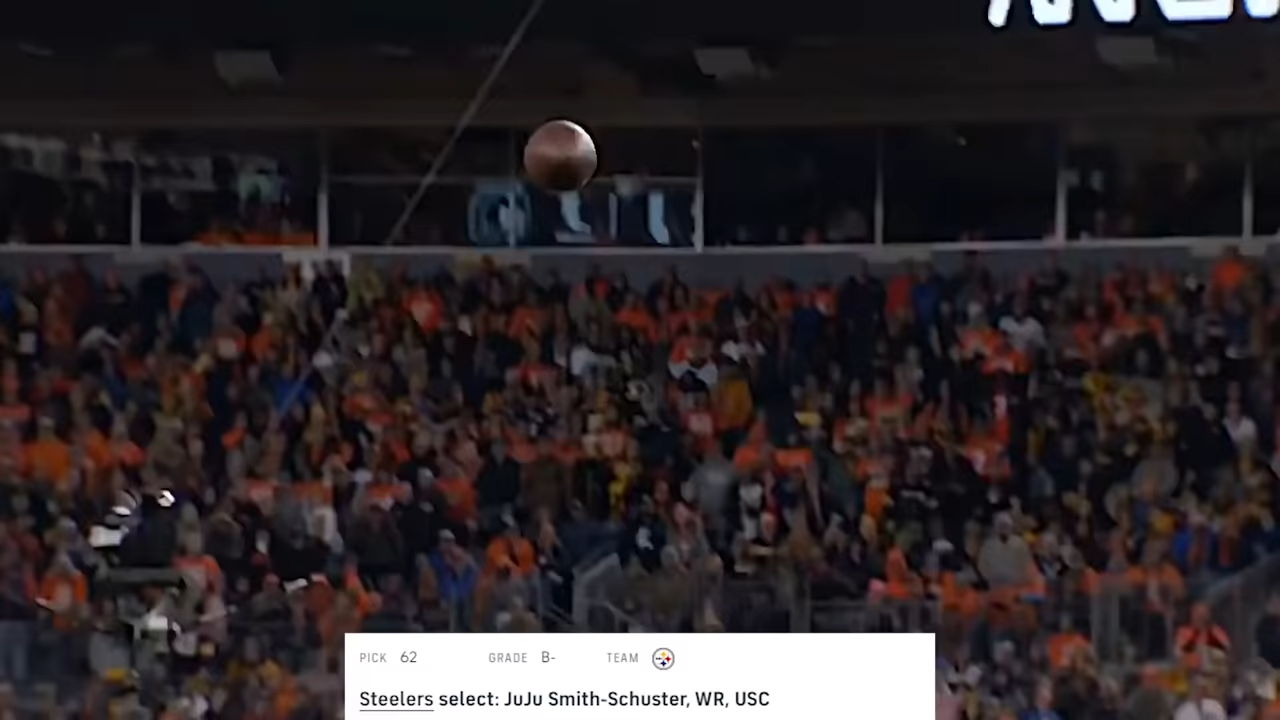 PICK 62 GRADE B- TEAM
Steelers select: JuJu Smith-Schuster, WR, USC